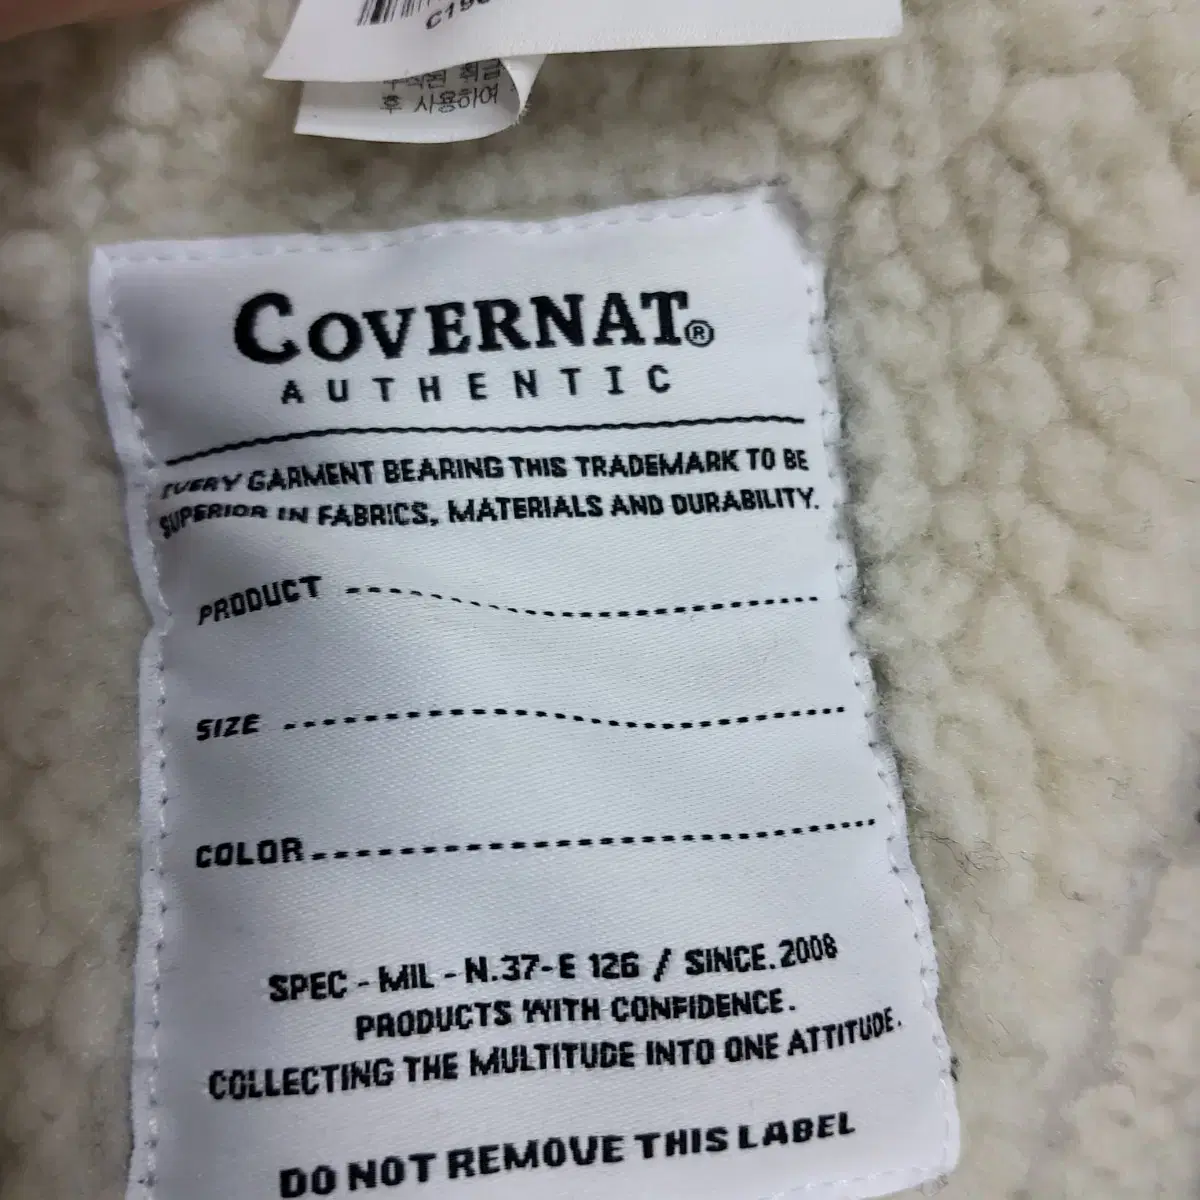 후 사용하여
COVERNAT®
AUTHENTIC
EVERY GARMENT BEARING THIS TRADEMARK TO BE
SUPERIOR IN FABRICS, MATERIALS AND DURABILITY.
PRODUCT
SIZE
COLOR
SPEC - MIL - N.37-E 126 / SINCE.2008
PRODUCTS WITH CONFIDENCE.
COLLECTING THE MULTITUDE INTO ONE ATTITUDE.
DO NOT REMOVE THIS LABEL